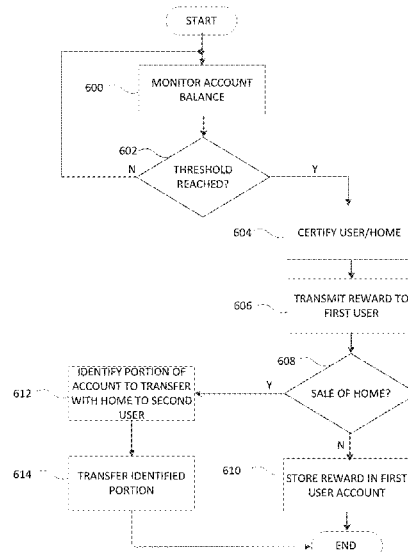 START
600
MONITOR ACCOUNT
BALANCE
602
THRESHOLD
REACHED?
N
Y
604
CERTIFY USER/HOME
606
TRANSMIT REWARD TO
FIRST USER
608
SALE OF HOME?
Y
N
612
IDENTIFY PORTION OF
ACCOUNT TO TRANSFER
WITH HOME TO SECOND
USER
614
TRANSFER IDENTIFIED
PORTION
610
STORE REWARD IN FIRST
USER ACCOUNT
END